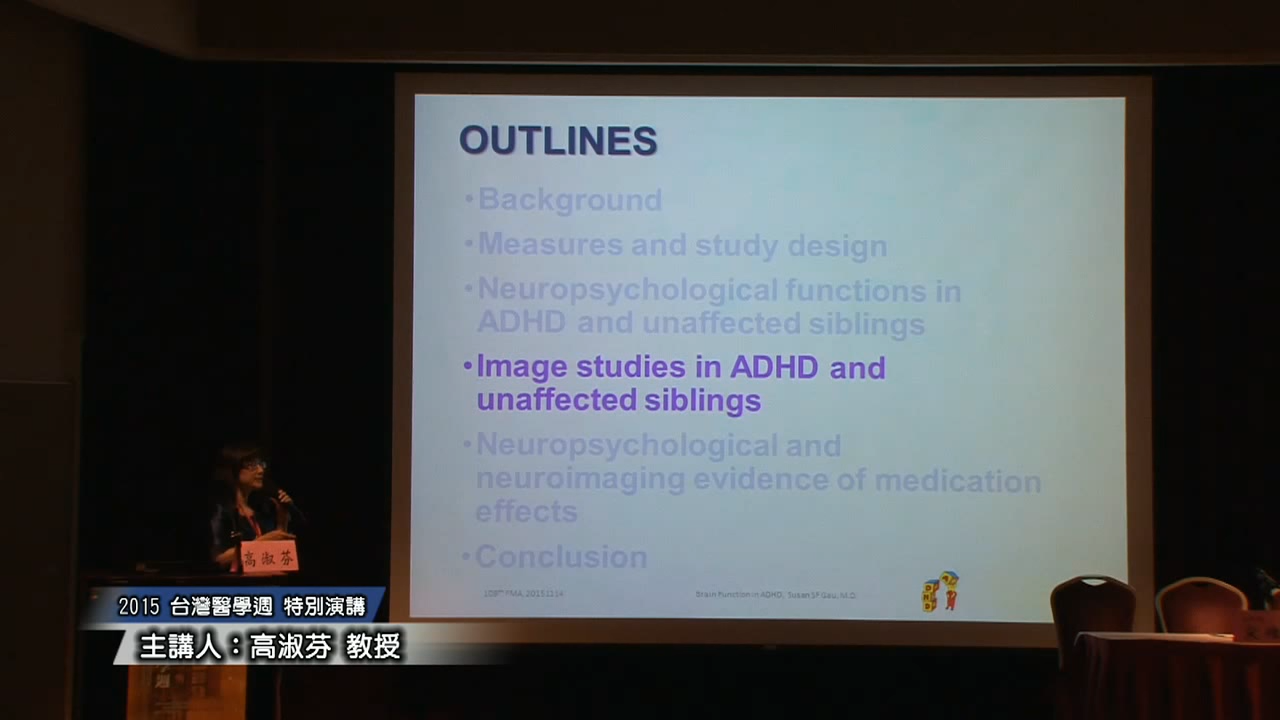 OUTLINES
•Background
•Measures and study design
•Neuropsychological functions in
ADHD and unaffected siblings
•Image studies in ADHD and
unaffected siblings
•Neuropsychological and
neuroimaging evidence of medication
effects
•Conclusion
Brain Function in ADHD, Susan SF Gau, M.D.
高淑芬
2015 台灣醫學週 特別演講
主講人：高淑芬 教授